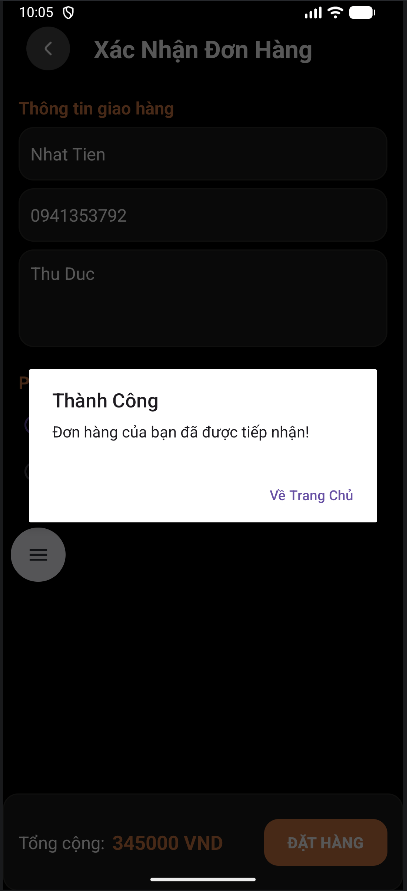 10:05
Xác Nhận Đơn Hàng
Thông tin giao hàng
Nhat Tien
0941353792
Thu Duc
P
Thành Công
Đơn hàng của bạn đã được tiếp nhận!
Về Trang Chủ
Tổng cộng: 345000 VND
ĐẶT HÀNG